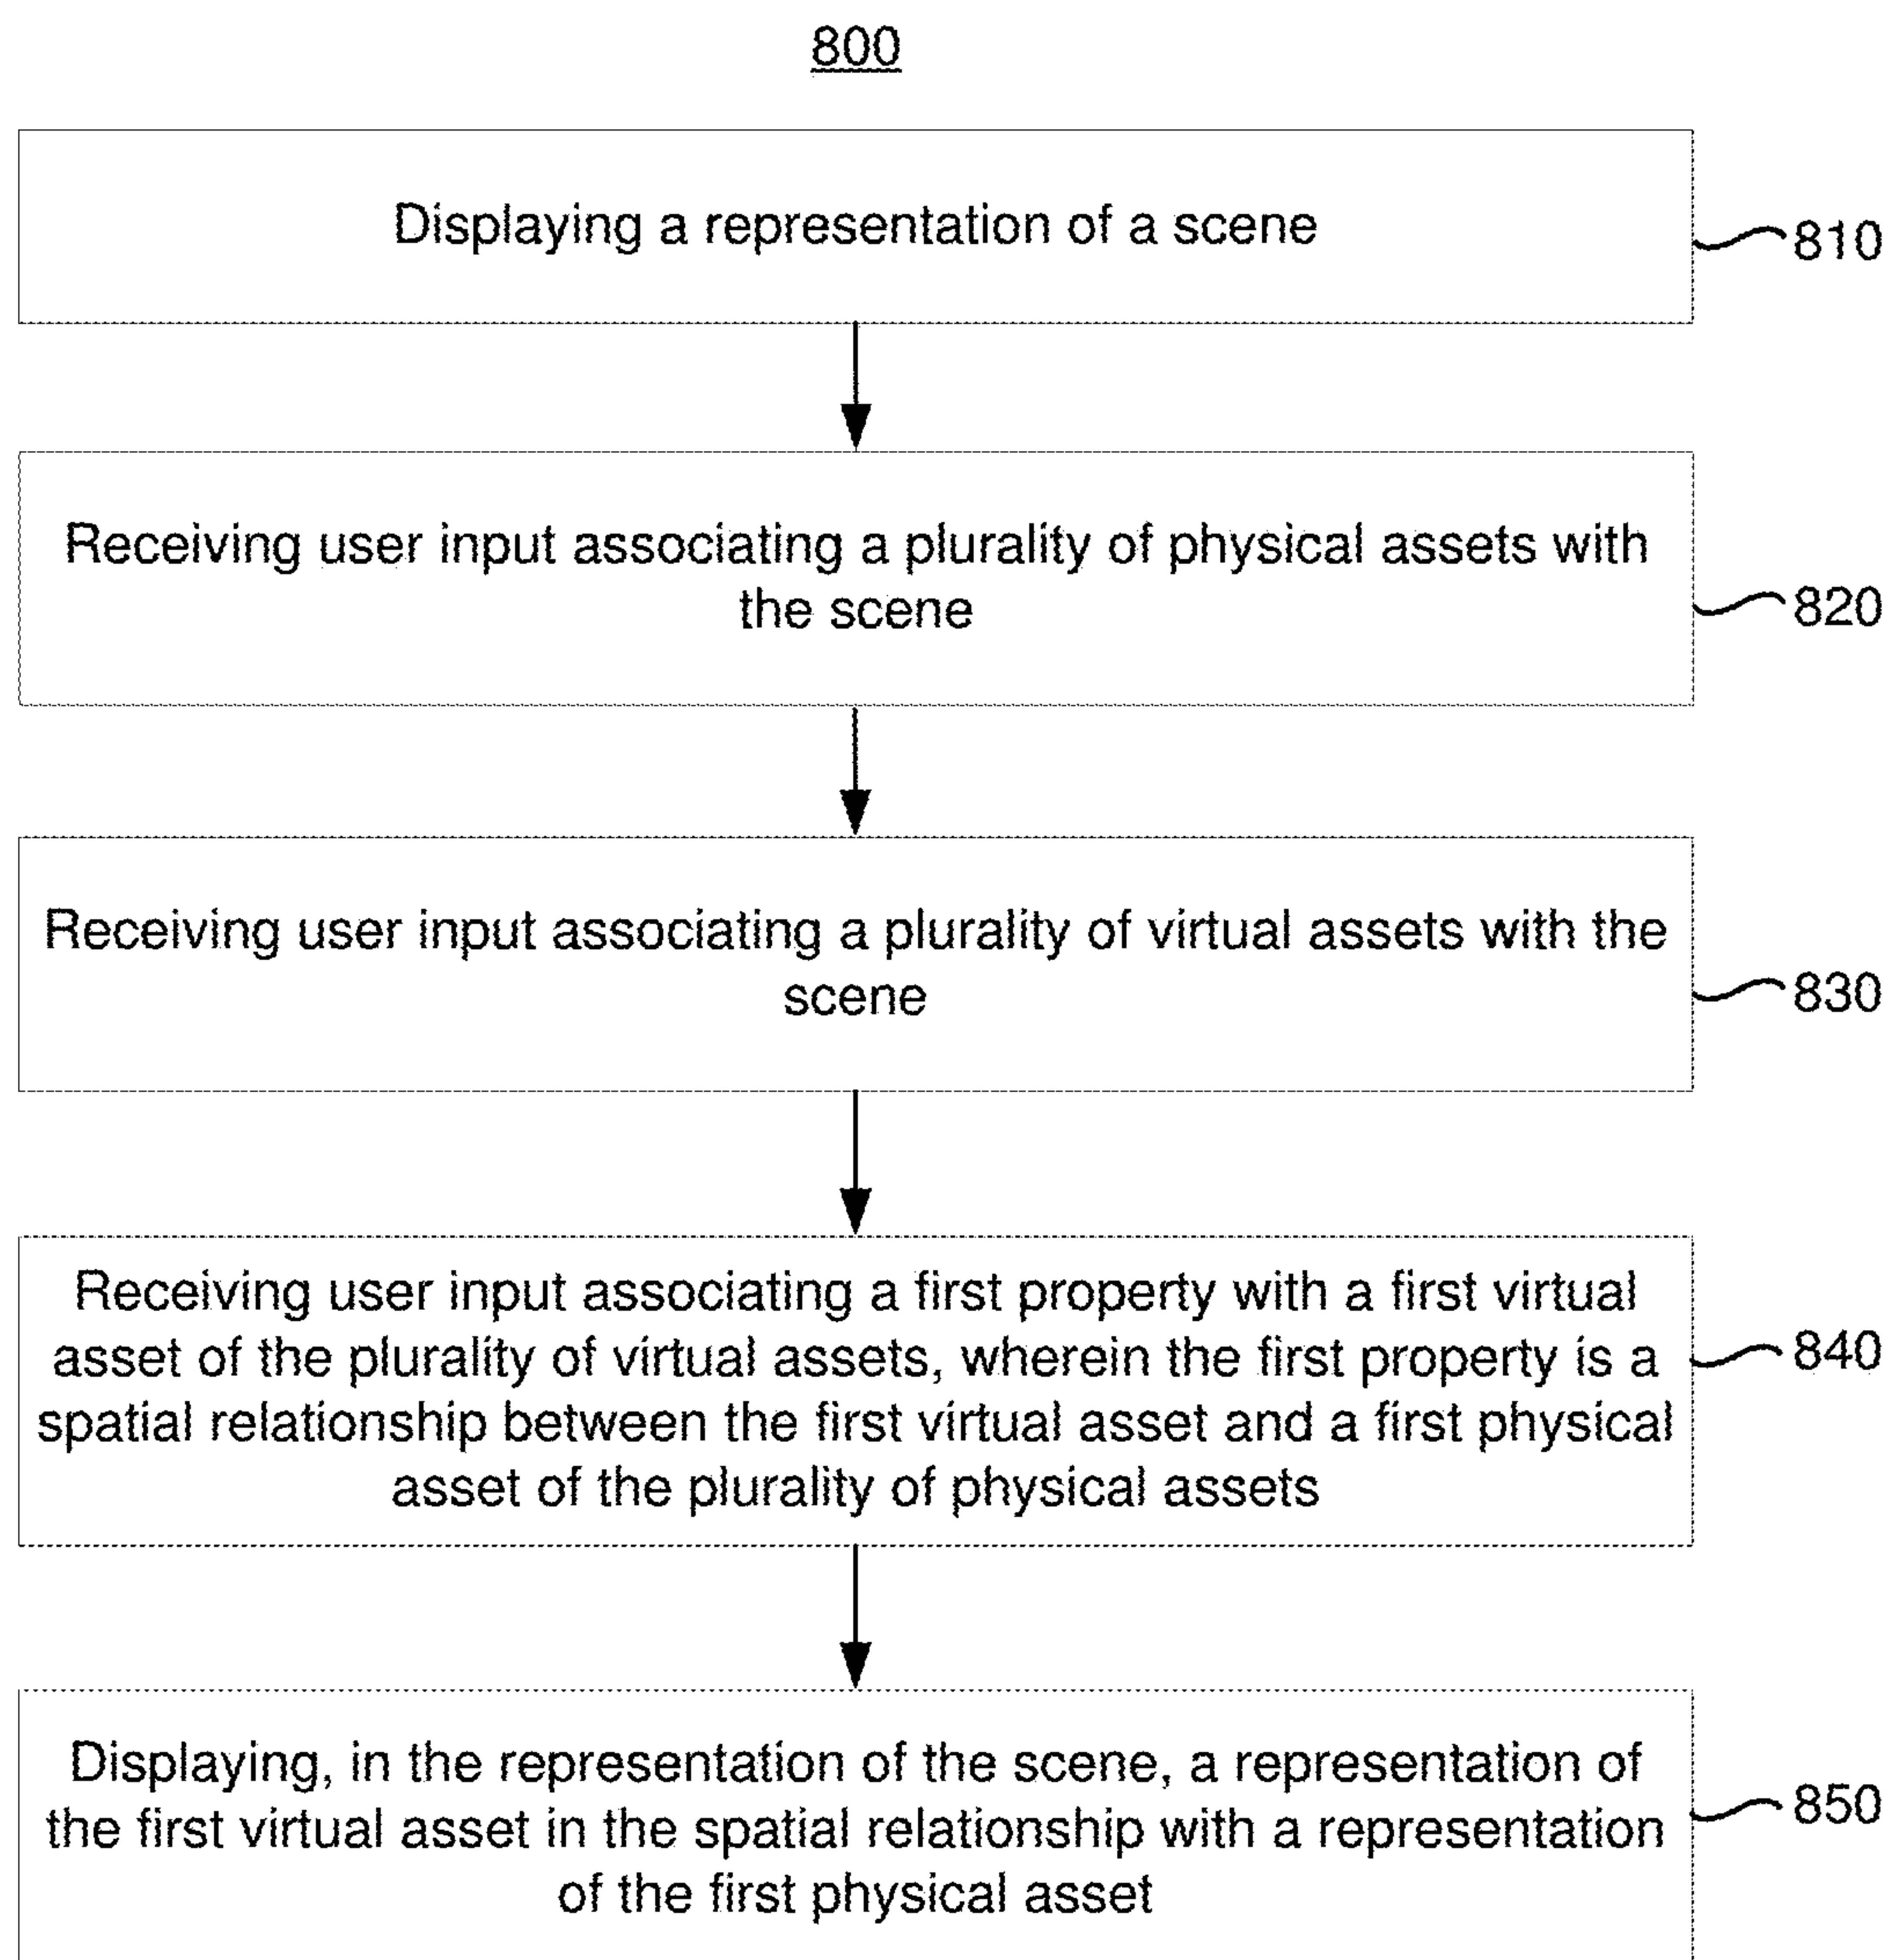 800
Displaying a representation of a scene
810
Receiving user input associating a plurality of physical assets with
the scene
820
Receiving user input associating a plurality of virtual assets with the
scene
830
Receiving user input associating a first property with a first virtual
asset of the plurality of virtual assets, wherein the first property is a
spatial relationship between the first virtual asset and a first physical
asset of the plurality of physical assets
840
Displaying, in the representation of the scene, a representation of
the first virtual asset in the spatial relationship with a representation
of the first physical asset
850